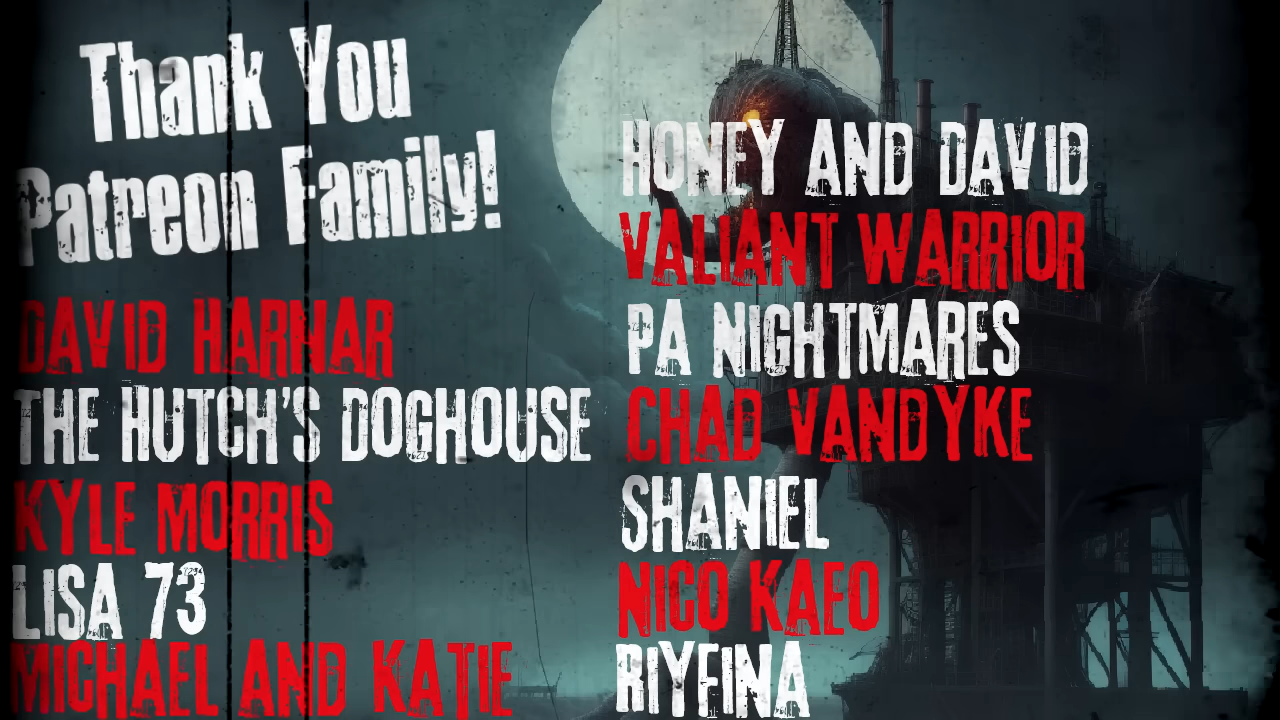 Thank You
Patreon Family!
DAVID HARNAR
THE HUTCH'S DOGHOUSE
KYLE MORRIS
LISA 73
MICHAEL AND KATIE
HONEY AND DAVID
VALIANT WARRIOR
PA NIGHTMARES
CHAD VANDYKE
SHANIEL
NICO KAEO
RIYFINA